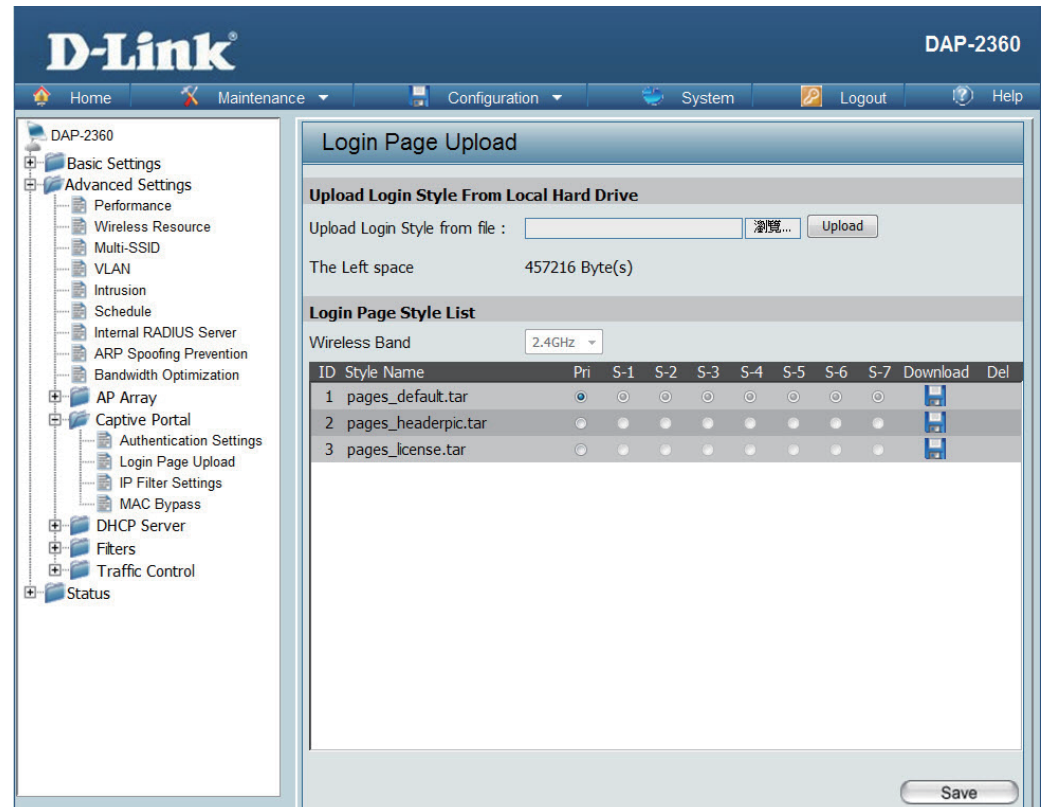 D-Link®
DAP-2360
Home Maintenance Configuration System Logout Help
DAP-2360
Basic Settings
Advanced Settings
Performance
Wireless Resource
Multi-SSID
VLAN
Intrusion
Schedule
Internal RADIUS Server
ARP Spoofing Prevention
Bandwidth Optimization
AP Array
Captive Portal
Authentication Settings
Login Page Upload
IP Filter Settings
MAC Bypass
DHCP Server
Filters
Traffic Control
Status
Login Page Upload
Upload Login Style From Local Hard Drive
Upload Login Style from file : 瀏覽... Upload
The Left space 457216 Byte(s)
Login Page Style List
Wireless Band 2.4GHz
ID Style Name Pri S-1 S-2 S-3 S-4 S-5 S-6 S-7 Download Del
1 pages_default.tar
2 pages_headerpic.tar
3 pages_license.tar
Save